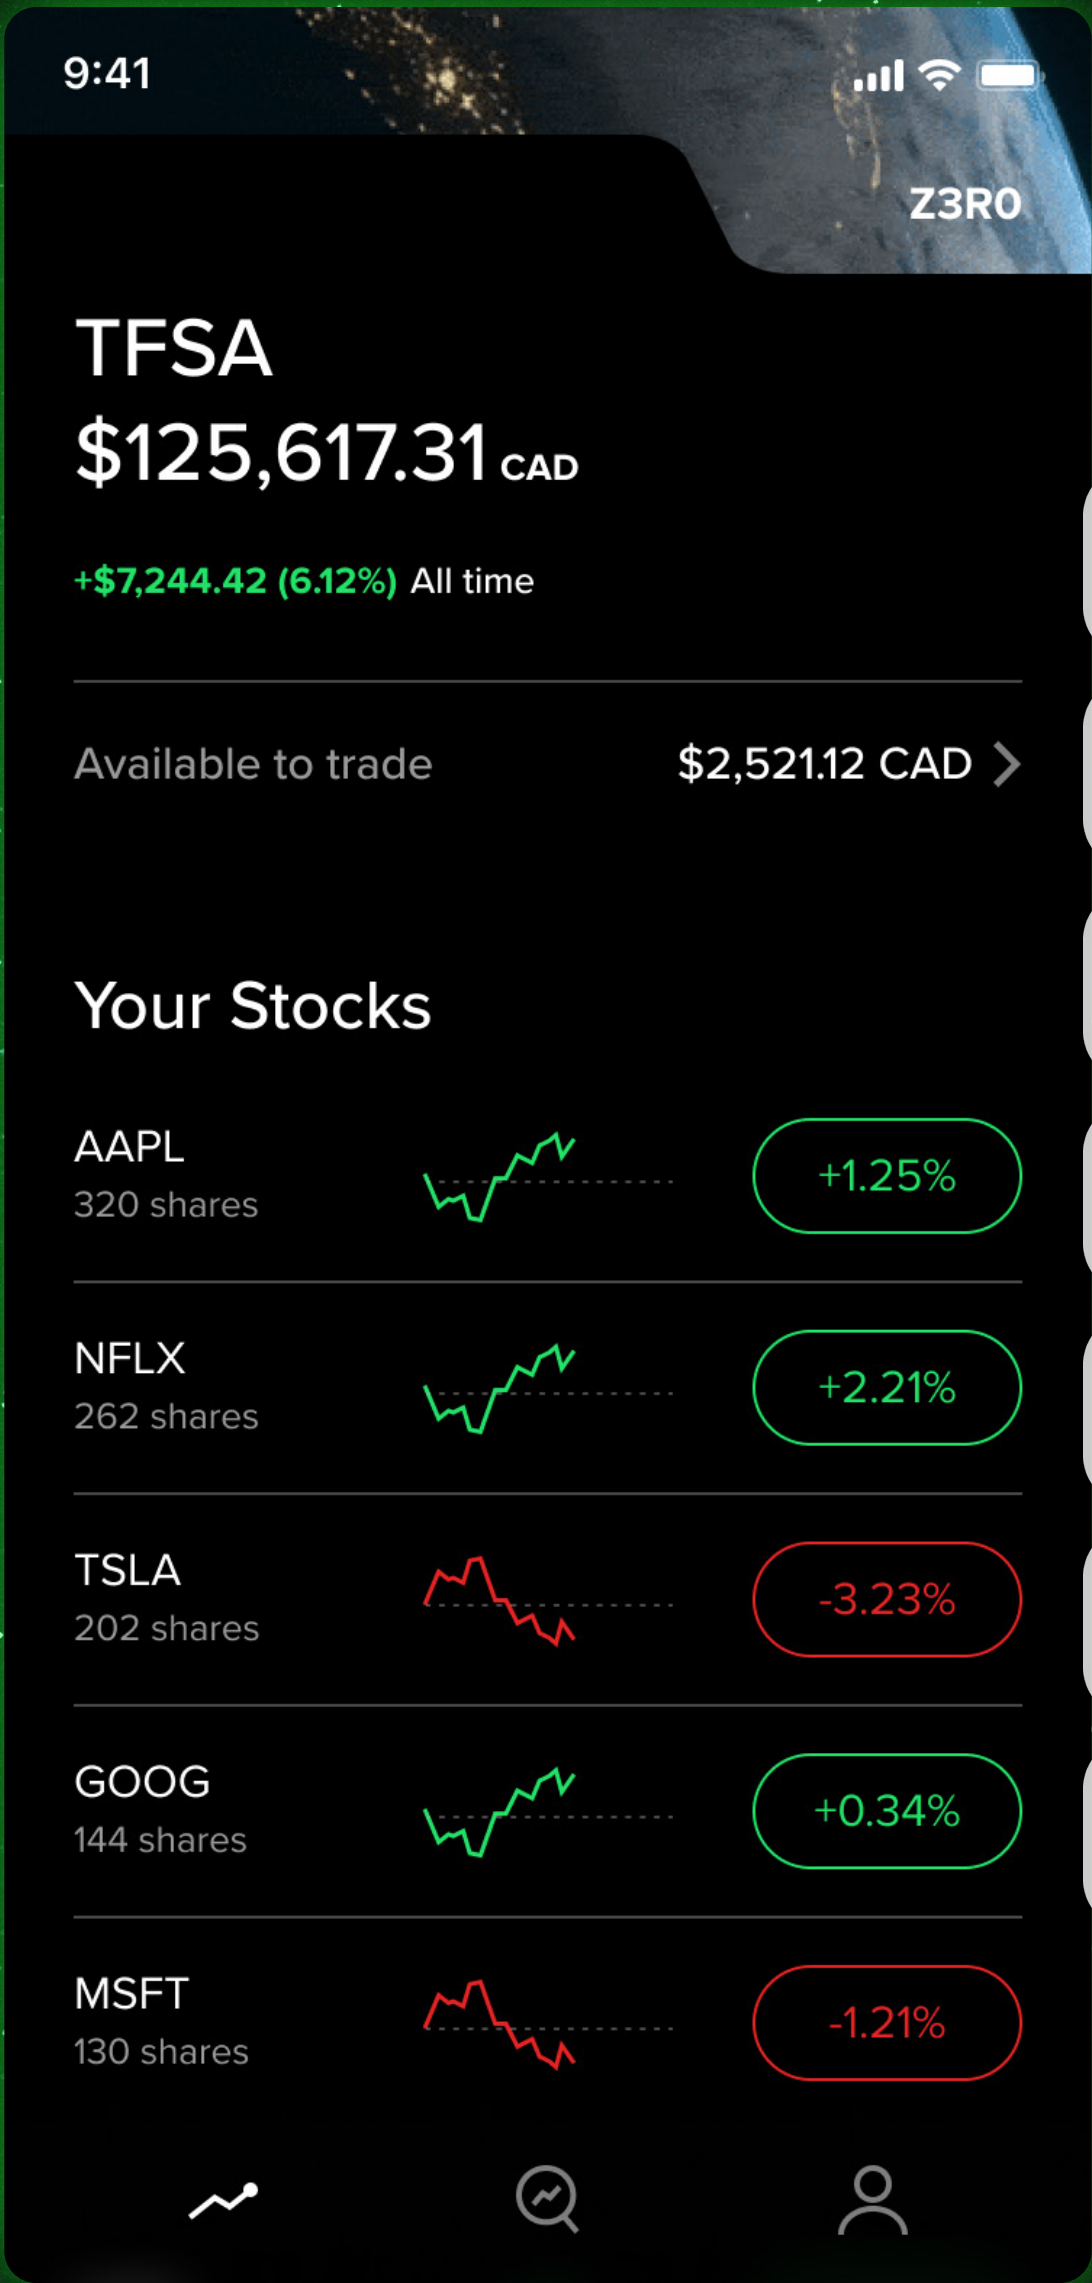 9:41
Z3R0
TFSA
$125,617.31 CAD
+$7,244.42 (6.12%) All time
Available to trade $2,521.12 CAD
Your Stocks
AAPL
320 shares
+1.25%
NFLX
262 shares
+2.21%
TSLA
202 shares
-3.23%
GOOG
144 shares
+0.34%
MSFT
130 shares
-1.21%